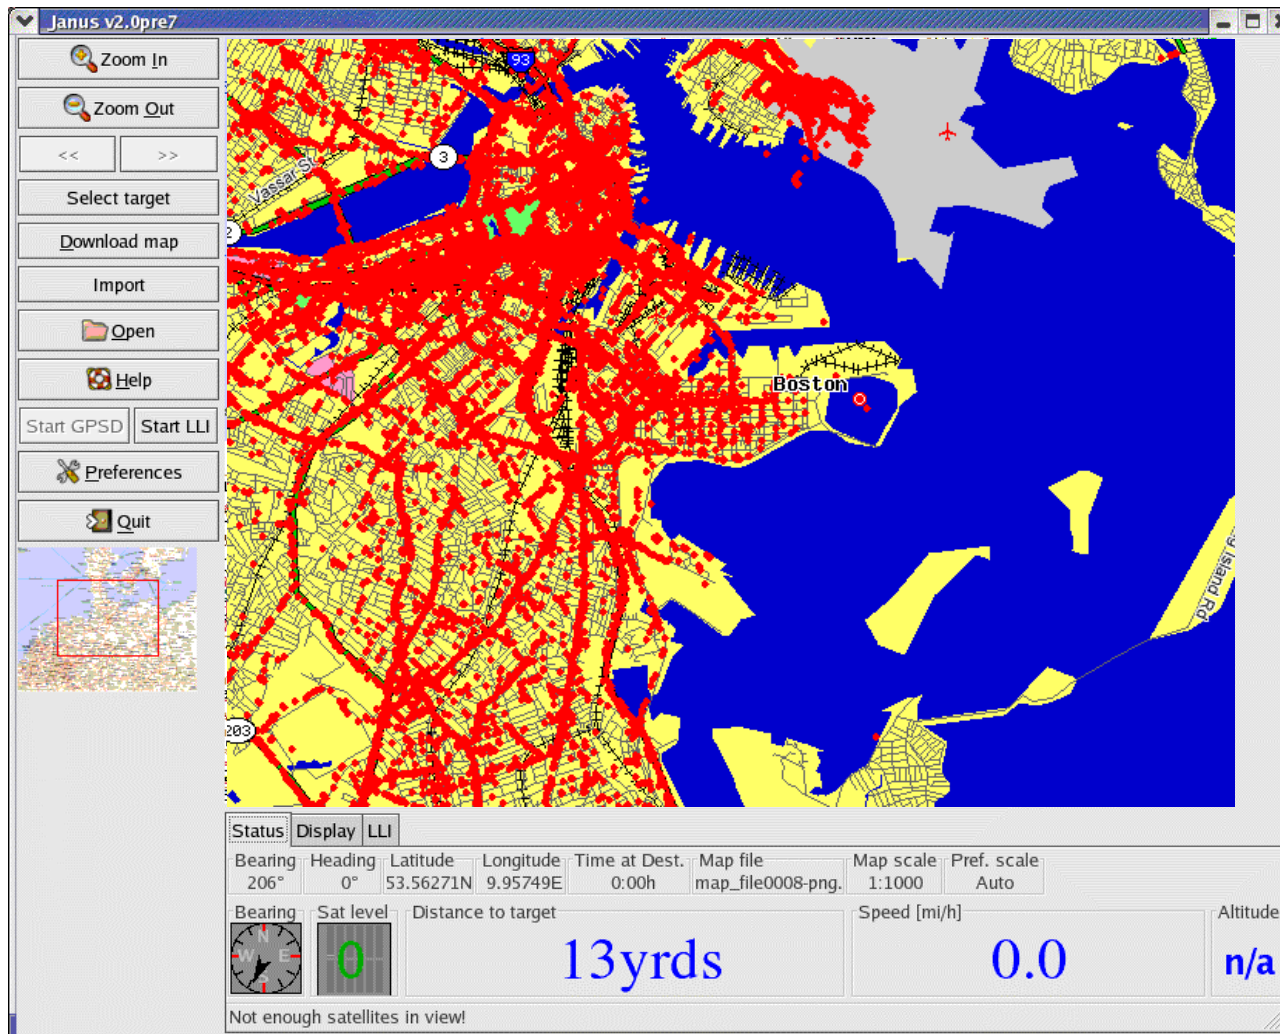 Janus v2.0pre7
Zoom In
Zoom Out
<< >>
Select target
Download map
Import
Open
Help
Start GPSD Start LLI
Preferences
Quit
93
3
Vassar St
2
Boston
Island Rd
203
Status Display LLI
Bearing Heading Latitude Longitude Time at Dest. Map file Map scale Pref. scale
206° 0° 53.56271N 9.95749E 0:00h map_file0008-png. 1:1000 Auto
Bearing Sat level Distance to target Speed [mi/h] Altitude
N W E S 0 13yrds 0.0 n/a
Not enough satellites in view!